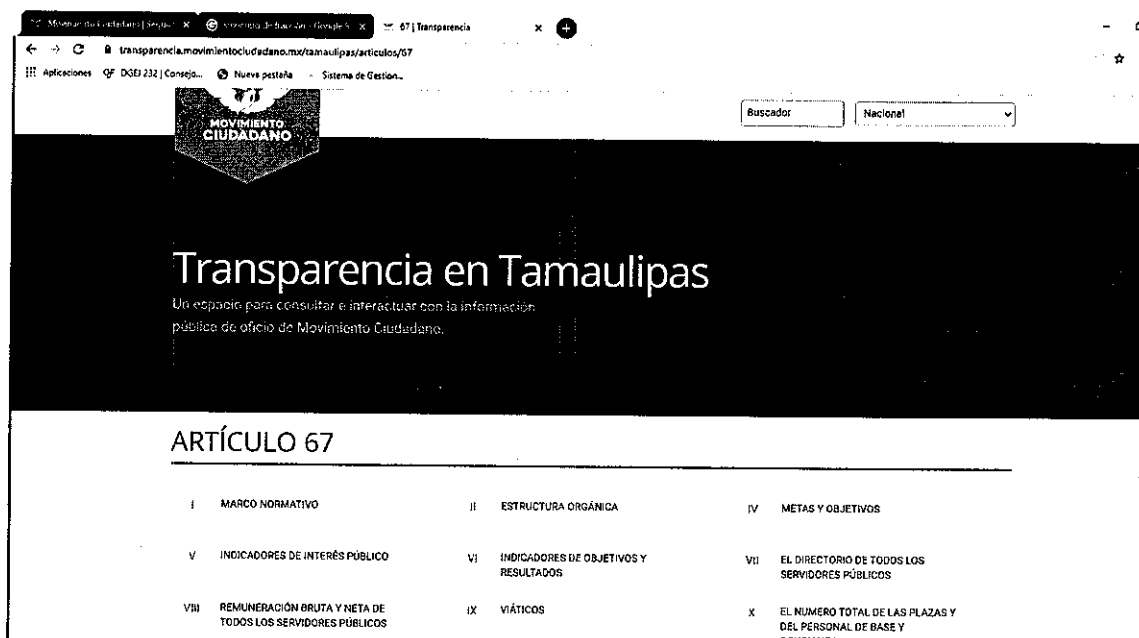 67 | Transparencia
transparencia.movimientociudadano.mx/tamaulipas/articulos/67
Aplicaciones DGEJ 232 | Consejo... Nueva pestaña Sistema de Gestion...
MOVIMIENTO
CIUDADANO
Buscador Nacional
Transparencia en Tamaulipas
Un espacio para consultar e interactuar con la información
pública de oficio de Movimiento Ciudadano.
ARTÍCULO 67
I MARCO NORMATIVO II ESTRUCTURA ORGÁNICA IV METAS Y OBJETIVOS
V INDICADORES DE INTERÉS PÚBLICO VI INDICADORES DE OBJETIVOS Y VII EL DIRECTORIO DE TODOS LOS
RESULTADOS SERVIDORES PÚBLICOS
VIII REMUNERACIÓN BRUTA Y NETA DE IX VIÁTICOS X EL NUMERO TOTAL DE LAS PLAZAS Y
TODOS LOS SERVIDORES PÚBLICOS DEL PERSONAL DE BASE Y